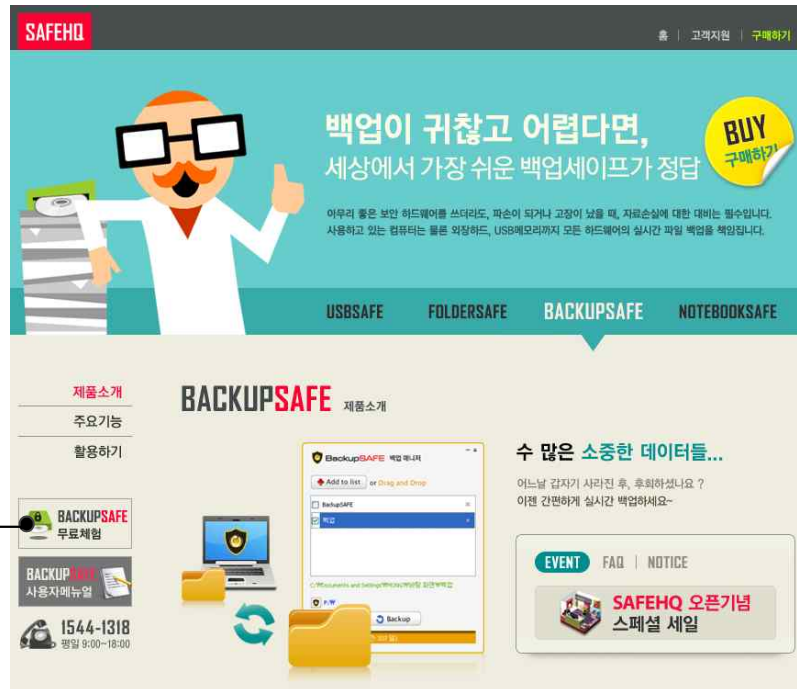 SAFEHQ
홈 | 고객지원 | 구매하기
백업이 귀찮고 어렵다면,
세상에서 가장 쉬운 백업세이프가 정답
BUY
구매하기
아무리 좋은 보안 하드웨어를 쓰더라도, 파손이 되거나 고장이 났을 때, 자료손실에 대한 대비는 필수입니다.
사용하고 있는 컴퓨터는 물론 외장하드, USB메모리까지 모든 하드웨어의 실시간 파일 백업을 책임집니다.
USBSAFE FOLDERSAFE BACKUPSAFE NOTEBOOKSAFE
제품소개
주요기능
활용하기
BACKUPSAFE
무료체험
BACKUPSAFE
사용자메뉴얼
1544-1318
평일 9:00~18:00
BACKUPSAFE 제품소개
BackupSAFE 백업 매니저
Add to list or Drag and Drop
BackupSAFE
백업
Backup
수 많은 소중한 데이터들...
어느날 갑자기 사라진 후, 후회하셨나요 ?
이젠 간편하게 실시간 백업하세요~
EVENT FAQ | NOTICE
SAFEHQ 오픈기념
스페셜 세일